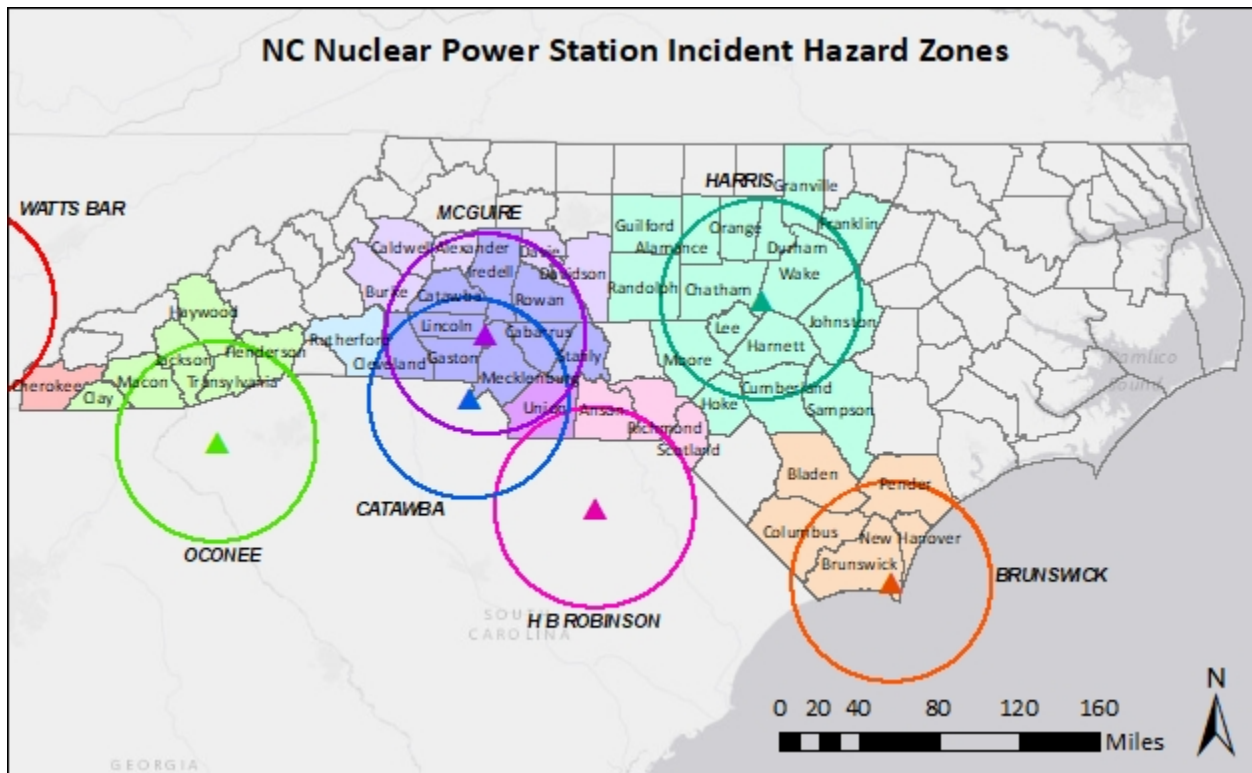 NC Nuclear Power Station Incident Hazard Zones
WATTS BAR
MCGUIRE
HARRIS
Granville
Guilford
Orange
Franklin
Caldwell
Alexander
Davie
Alamance
Durham
Iredell
Davidson
Wake
Burke
Catawba
Rowan
Randolph
Chatham
Haywood
Lincoln
Cabarrus
Lee
Johnston
Rutherford
Harnett
Jackson
Henderson
Cleveland
Gaston
Stanly
Moore
Pamlico
Sound
Cherokee
Macon
Transylvania
Mecklenburg
Cumberland
Clay
Union
Anson
Hoke
Sampson
Richmond
Scotland
Bladen
Pender
CATAWBA
Columbus
New Hanover
OCONEE
Brunswick
BRUNSWICK
SOUTH
CAROLINA
H B ROBINSON
N
0 20 40 80 120 160
Miles
GEORGIA